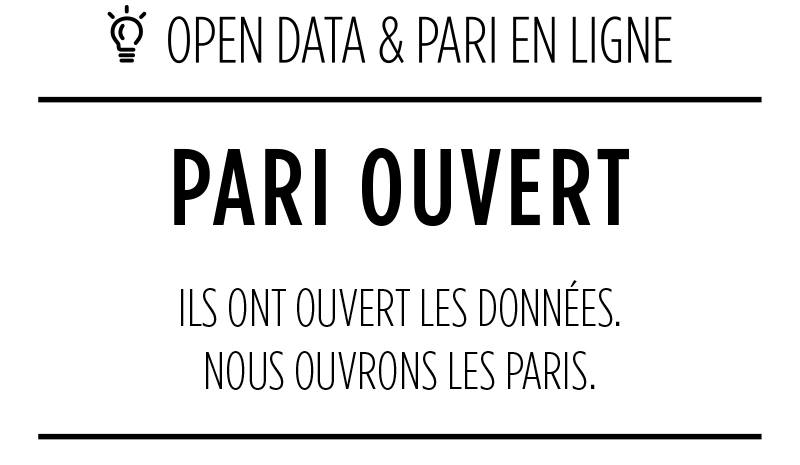 OPEN DATA & PARI EN LIGNE
PARI OUVERT
ILS ONT OUVERT LES DONNÉES.
NOUS OUVRONS LES PARIS.